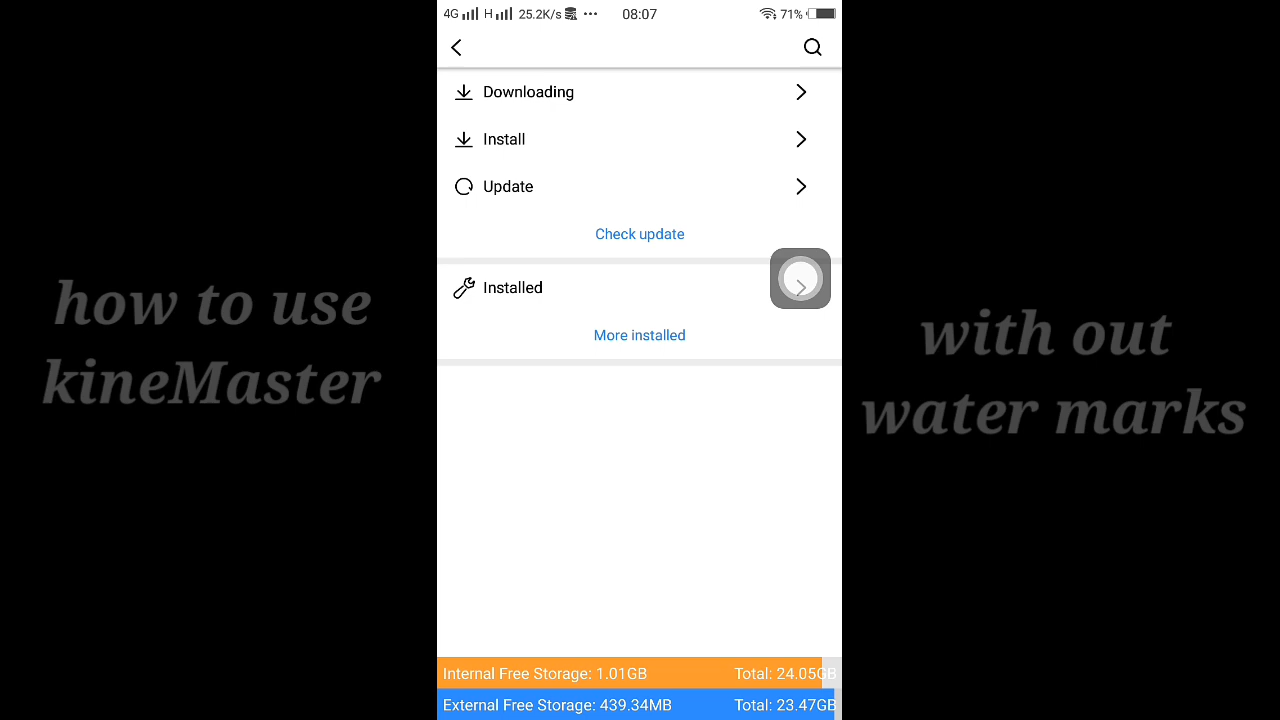 4G H 25.2K/s 08:07 71%
Downloading
Install
Update
Check update
Installed
More installed
how to use
kineMaster
with out
water marks
Internal Free Storage: 1.01GB Total: 24.05GB
External Free Storage: 439.34MB Total: 23.47GB